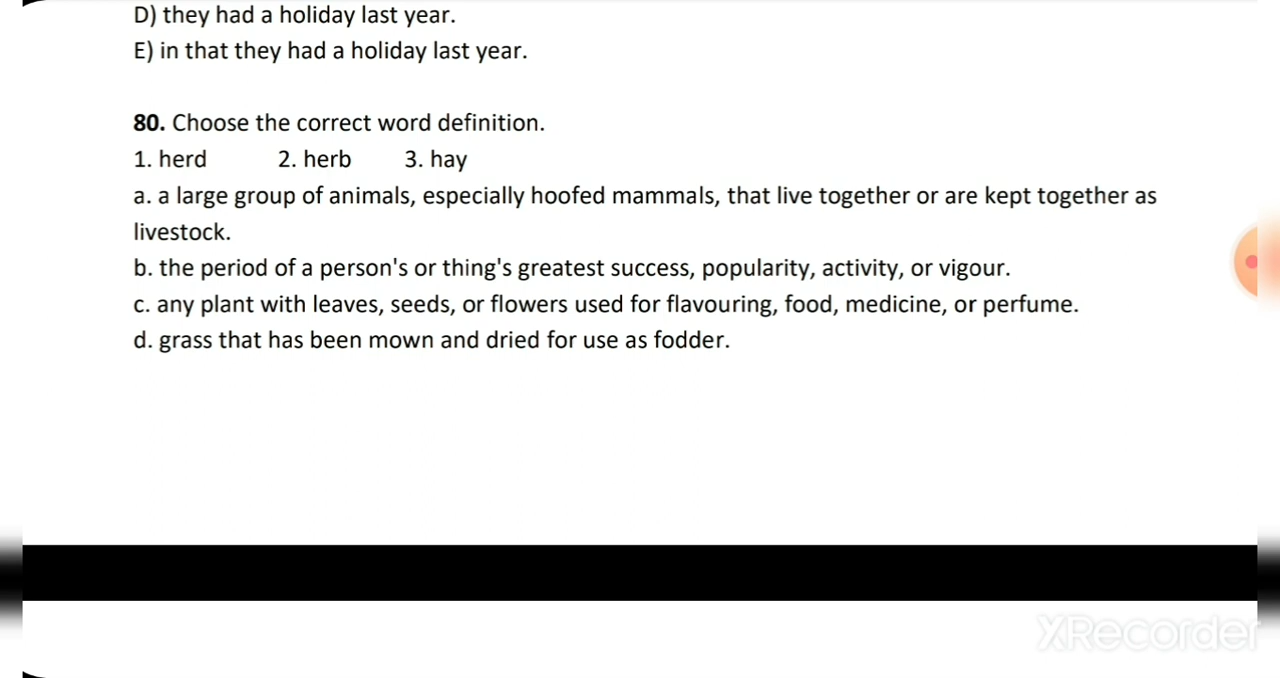 D) they had a holiday last year.
E) in that they had a holiday last year.
80. Choose the correct word definition.
1. herd 2. herb 3. hay
a. a large group of animals, especially hoofed mammals, that live together or are kept together as
livestock.
b. the period of a person's or thing's greatest success, popularity, activity, or vigour.
c. any plant with leaves, seeds, or flowers used for flavouring, food, medicine, or perfume.
d. grass that has been mown and dried for use as fodder.
XRecorder